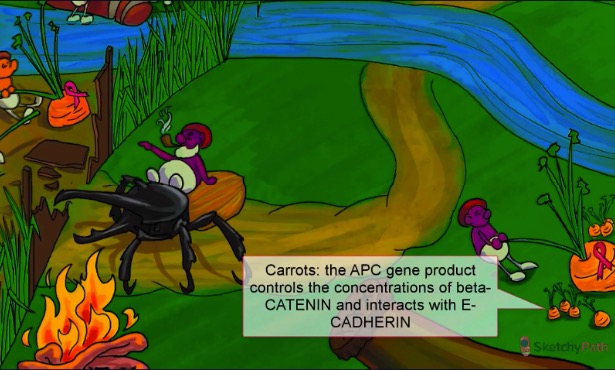 Carrots: the APC gene product
controls the concentrations of beta-
CATENIN and interacts with E-
CADHERIN
SketchyPath